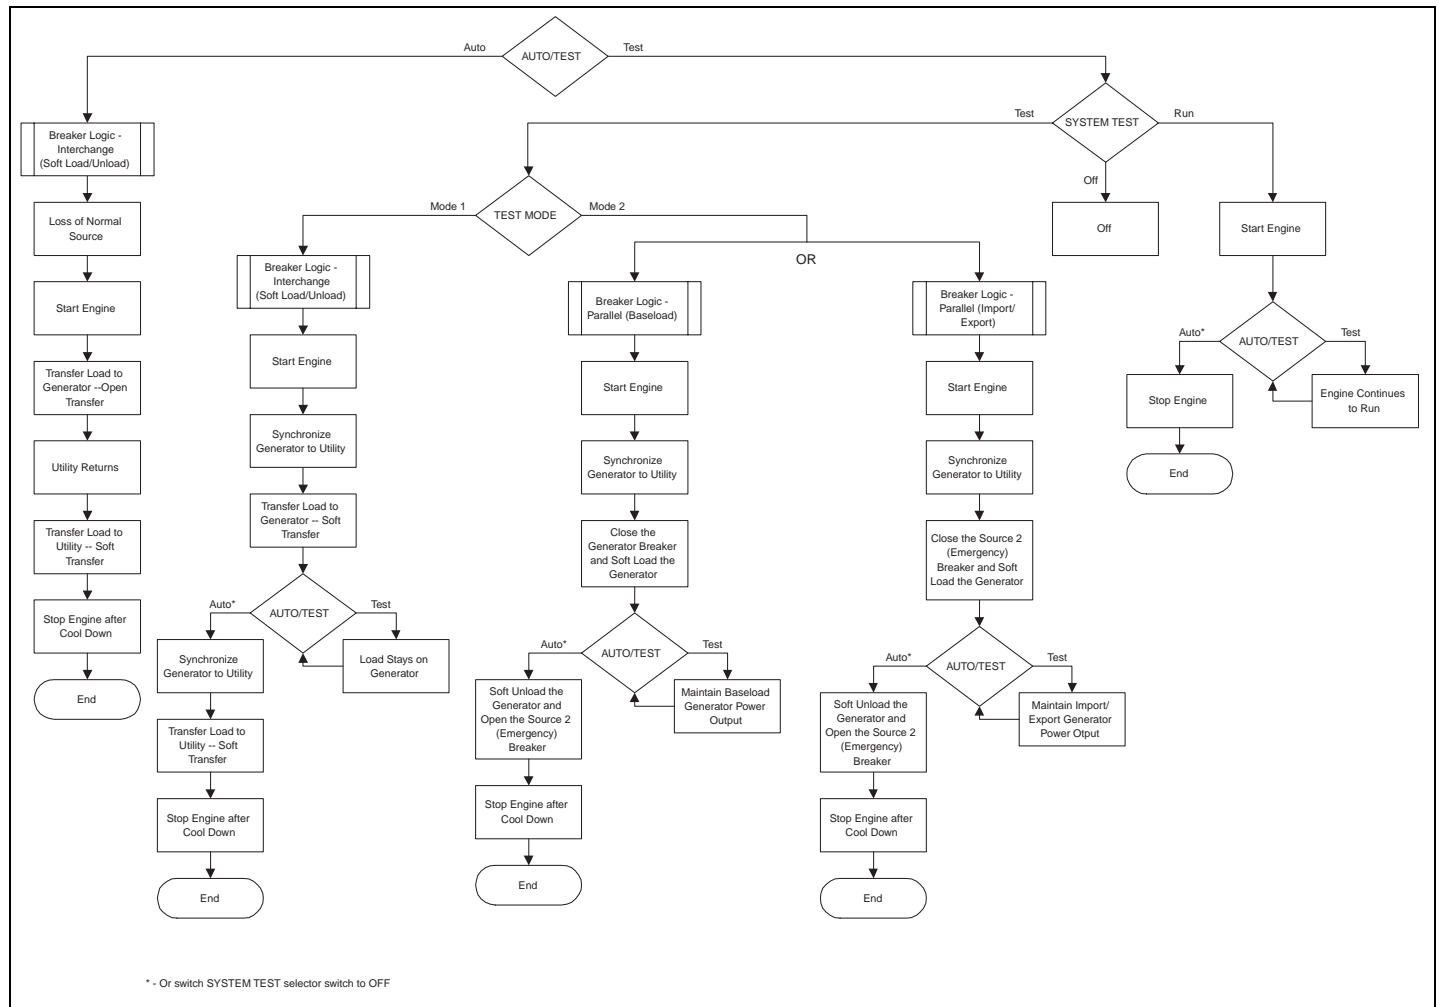 AUTO/TEST
Auto
Test
SYSTEM TEST
Test
Run
Off
Off
Breaker Logic -
Interchange
(Soft Load/Unload)
Loss of Normal
Source
Start Engine
Transfer Load to
Generator --Open
Transfer
Utility Returns
Transfer Load to
Utility -- Soft
Transfer
Stop Engine after
Cool Down
End
TEST MODE
Mode 1
Mode 2
OR
Breaker Logic -
Interchange
(Soft Load/Unload)
Start Engine
Synchronize
Generator to Utility
Transfer Load to
Generator -- Soft
Transfer
AUTO/TEST
Auto*
Test
Load Stays on
Generator
Synchronize
Generator to Utility
Transfer Load to
Utility -- Soft
Transfer
Stop Engine after
Cool Down
End
Breaker Logic -
Parallel (Baseload)
Start Engine
Synchronize
Generator to Utility
Close the
Generator Breaker
and Soft Load the
Generator
AUTO/TEST
Auto*
Test
Maintain Baseload
Generator Power
Output
Soft Unload the
Generator and
Open the Source 2
(Emergency)
Breaker
Stop Engine after
Cool Down
End
Breaker Logic -
Parallel (Import/
Export)
Start Engine
Synchronize
Generator to Utility
Close the Source 2
(Emergency)
Breaker and Soft
Load the Generator
AUTO/TEST
Auto*
Test
Maintain Import/
Export Generator
Power Otput
Soft Unload the
Generator and
Open the Source 2
(Emergency)
Breaker
Stop Engine after
Cool Down
End
Start Engine
AUTO/TEST
Auto*
Test
Engine Continues
to Run
Stop Engine
End
* - Or switch SYSTEM TEST selector switch to OFF